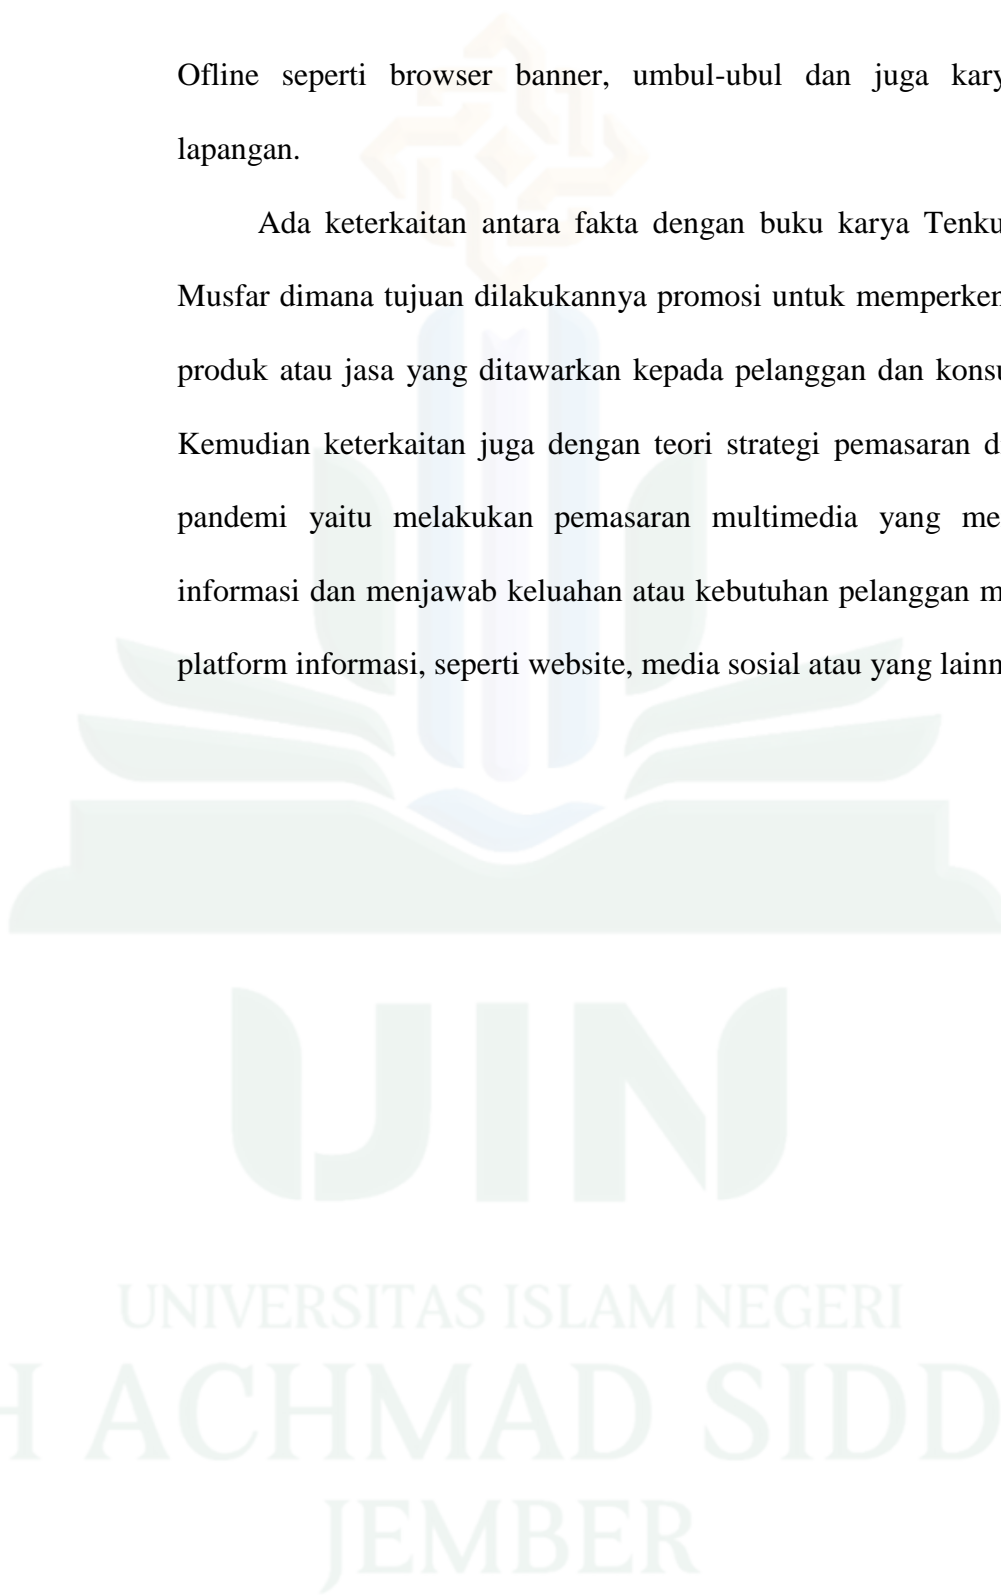 Ofline seperti browser banner, umbul-ubul dan juga kary
lapangan.
Ada keterkaitan antara fakta dengan buku karya Tenku
Musfar dimana tujuan dilakukannya promosi untuk memperken
produk atau jasa yang ditawarkan kepada pelanggan dan konsu
Kemudian keterkaitan juga dengan teori strategi pemasaran d
pandemi yaitu melakukan pemasaran multimedia yang me
informasi dan menjawab keluahan atau kebutuhan pelanggan m
platform informasi, seperti website, media sosial atau yang lainn
UIN
UNIVERSITAS ISLAM NEGERI
H ACHMAD SIDD
JEMBER